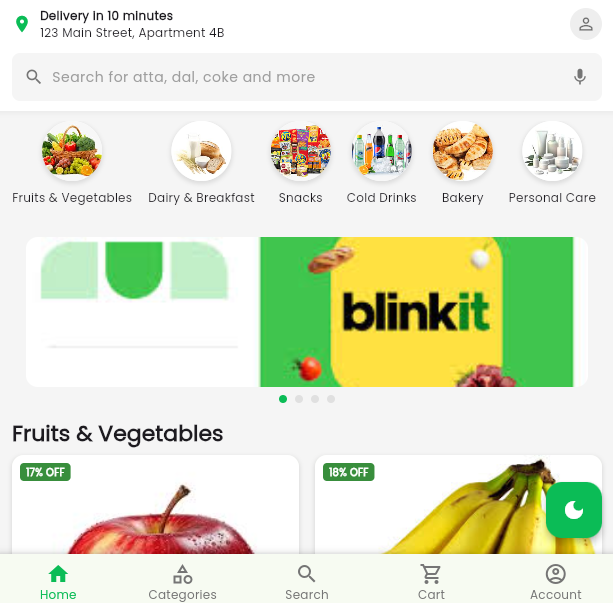 Delivery in 10 minutes
123 Main Street, Apartment 4B
Search for atta, dal, coke and more
Fruits & Vegetables
Dairy & Breakfast
Snacks
Cold Drinks
Bakery
Personal Care
blinkit
Fruits & Vegetables
17% OFF
18% OFF
Home
Categories
Search
Cart
Account